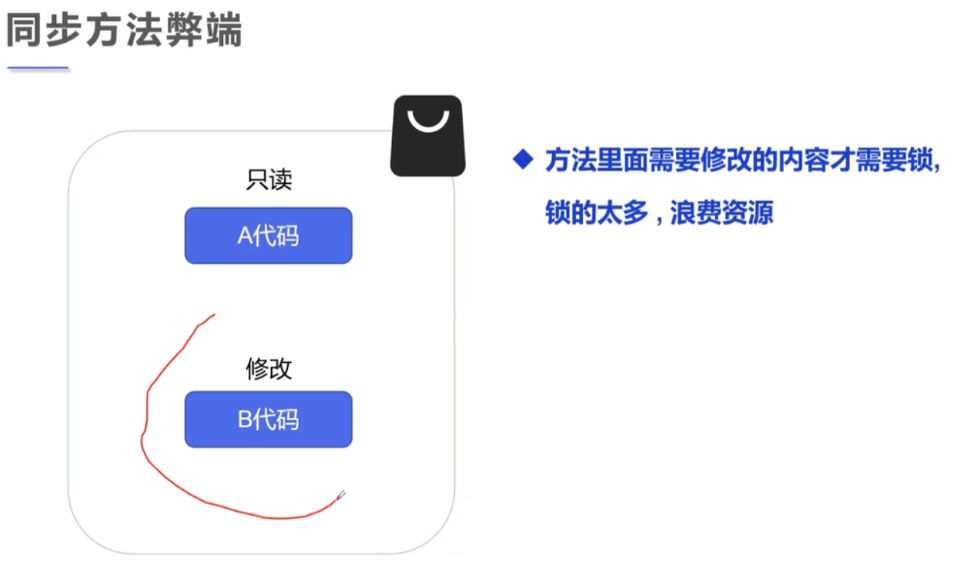 同步方法弊端
只读
A代码
修改
B代码
方法里面需要修改的内容才需要锁,
锁的太多，浪费资源